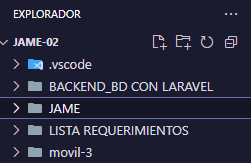 EXPLORADOR
JAME-02
.vscode
BACKEND_BD CON LARAVEL
JAME
LISTA REQUERIMIENTOS
movil-3